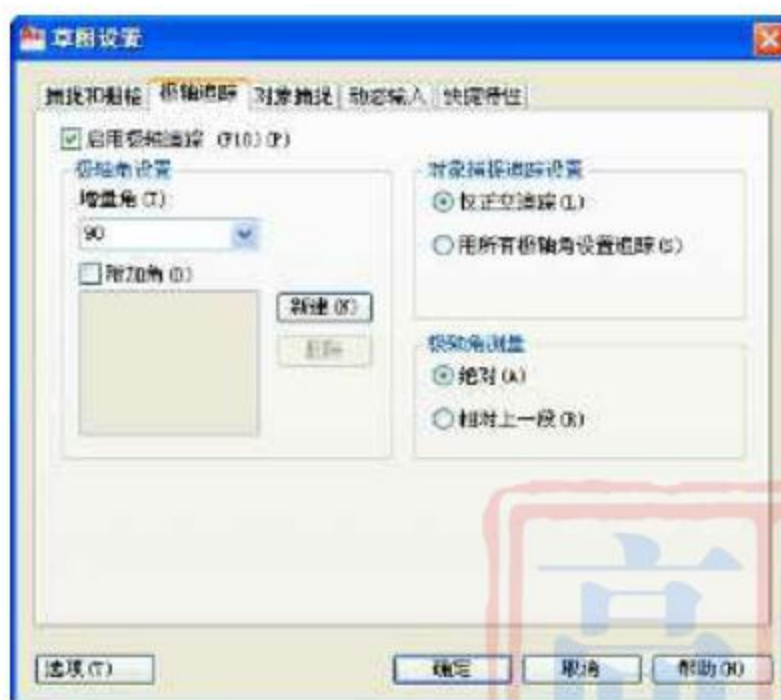 草图设置
捕捉和栅格 极轴追踪 对象捕捉 动态输入 快捷特性
启用极轴追踪 (F10)(P)
极轴角设置
增量角(I)
90
附加角(D)
新建(N)
删除
对象捕捉追踪设置
仅正交追踪(L)
用所有极轴角设置追踪(S)
极轴角测量
绝对(A)
相对上一段(R)
选项(T)
确定 取消 帮助(H)